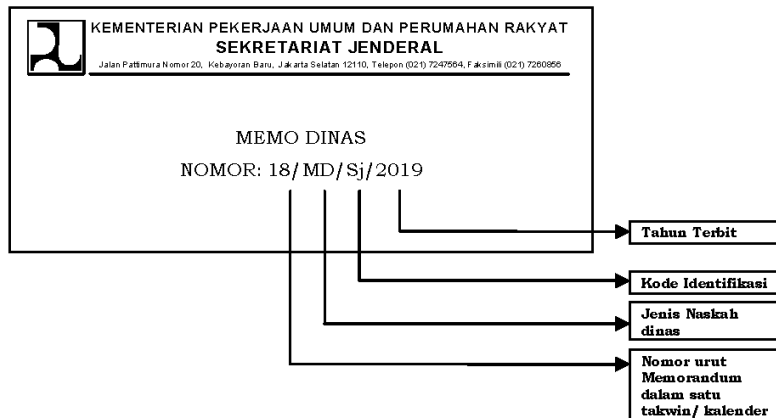 KEMENTERIAN PEKERJAAN UMUM DAN PERUMAHAN RAKYAT
SEKRETARIAT JENDERAL
Jalan Pattimura Nomor 20, Kebayoran Baru, Jakarta Selatan 12110, Telepon (021) 7247564, Faksimili (021) 7260856
MEMO DINAS
NOMOR: 18/MD/Sj/2019
Tahun Terbit
Kode Identifikasi
Jenis Naskah
dinas
Nomor urut
Memorandum
dalam satu
takwin/ kalender